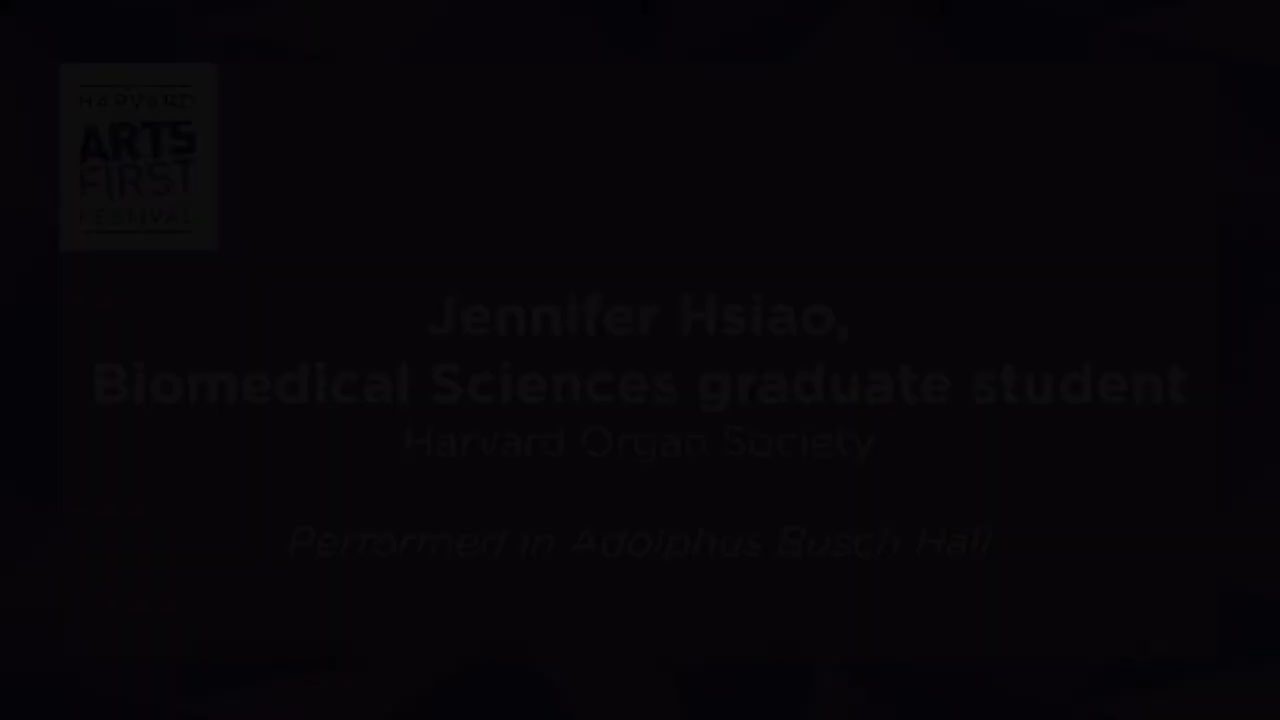 HARVARD
ARTS
FIRST
FESTIVAL
Jennifer Hsiao,
Biomedical Sciences graduate student
Harvard Organ Society
Performed in Adolphus Busch Hall